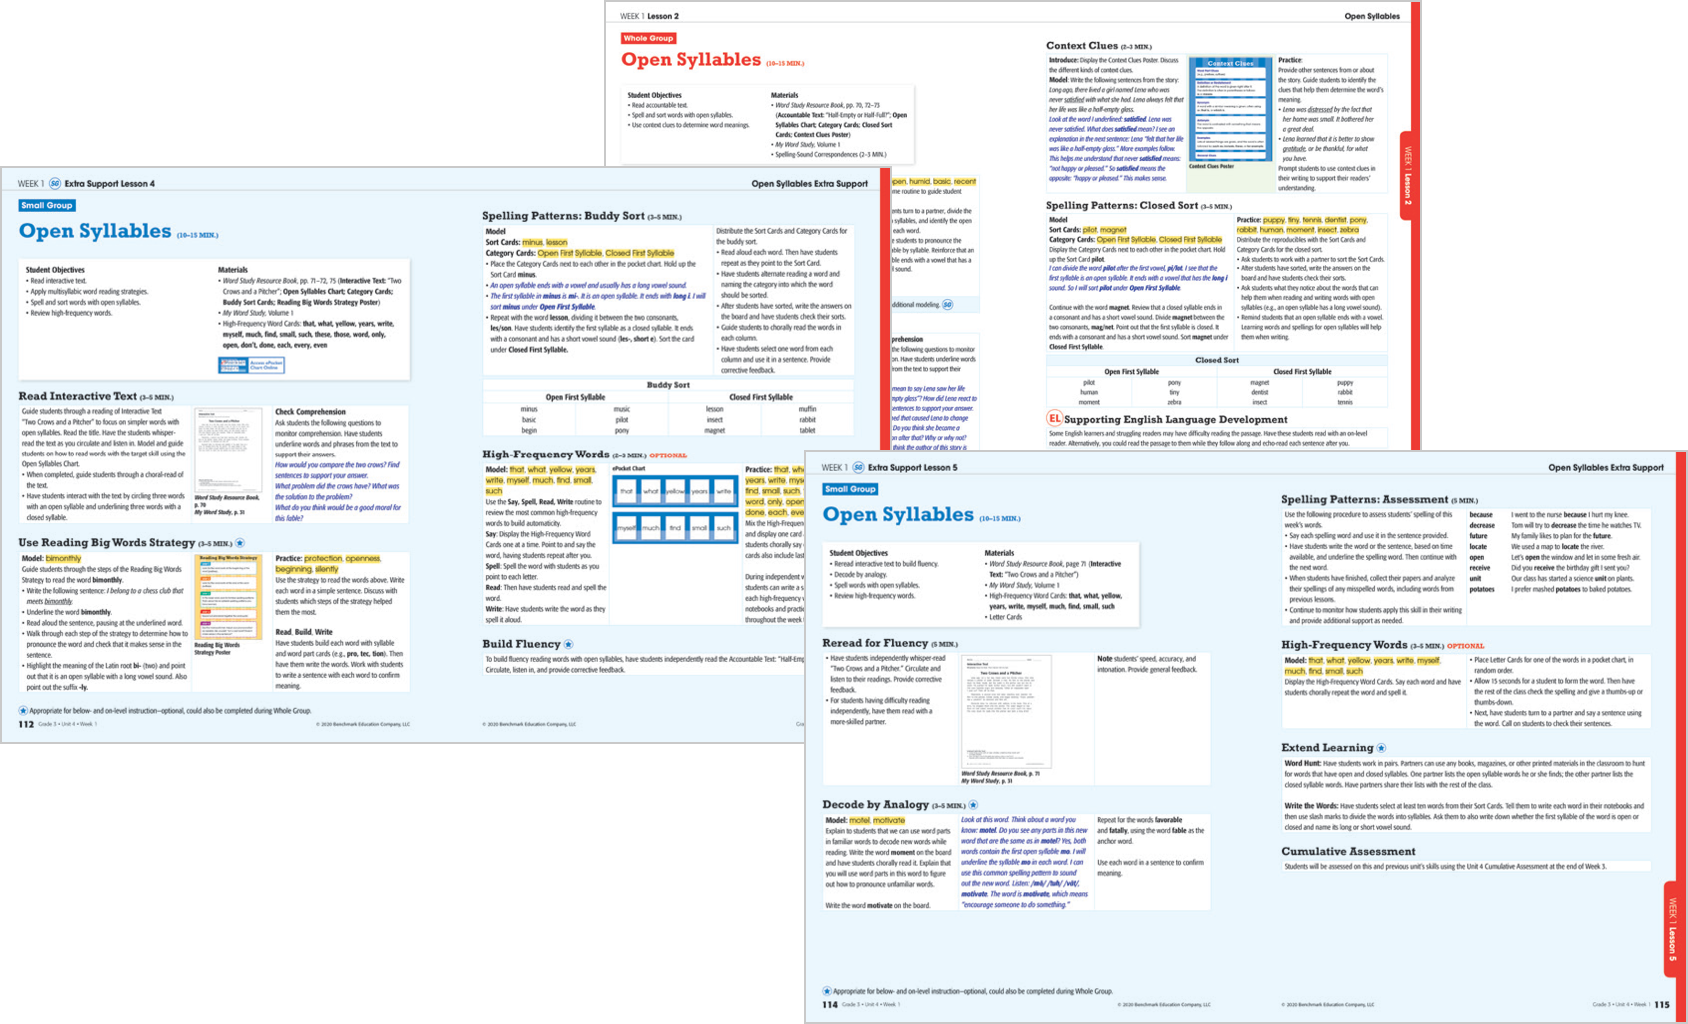 WEEK 1 Lesson 2
Open Syllables
Whole Group
Open Syllables (10–15 MIN.)
Student Objectives
• Read accountable text.
• Spell and sort words with open syllables.
• Use context clues to determine word meanings.
Materials
• Word Study Resource Book, pp. 70, 72–73
(Accountable Text: "Half-Empty or Half-Full?"; Open
Syllables Chart; Category Cards; Closed Sort
Cards; Context Clues Poster)
• My Word Study, Volume 1
• Spelling-Sound Correspondences (2–3 MIN.)
open, humid, basic, recent
me routine to guide student
nts turn to a partner, divide the
syllables, and identify the open
each word.
e students to pronounce the
ble by syllable. Reinforce that an
ble ends with a vowel that has a
l sound.
dditional modeling. SG
prehension
the following questions to monitor
on. Have students underline words
from the text to support their
mean to say Lena saw her life
mpty glass"? How did Lena react to
entences to support your answer.
ed that caused Lena to change
Do you think she became a
n after that? Why or why not?
think the author of this story is
Context Clues (2–3 MIN.)
Introduce: Display the Context Clues Poster. Discuss
the different kinds of context clues.
Model: Write the following sentences from the story:
Long ago, there lived a girl named Lena who was
never satisfied with what she had. Lena always felt that
her life was like a half-empty glass.
Look at the word I underlined: satisfied. Lena was
never satisfied. What does satisfied mean? I see an
explanation in the next sentence: Lena "felt that her life
was like a half-empty glass." More examples follow.
This helps me understand that never satisfied means:
"not happy or pleased." So satisfied means the
opposite: "happy or pleased." This makes sense.
Context Clues
Context Clues Poster
Practice:
Provide other sentences from or about
the story. Guide students to identify the
clues that help them determine the word's
meaning.
• Lena was distressed by the fact that
her home was small. It bothered her
a great deal.
• Lena learned that it is better to show
gratitude, or be thankful, for what
you have.
Prompt students to use context clues in
their writing to support their readers'
understanding.
Spelling Patterns: Closed Sort (3–5 MIN.)
Model
Sort Cards: pilot, magnet
Category Cards: Open First Syllable, Closed First Syllable
Display the Category Cards next to each other in the pocket chart. Hold
up the Sort Card pilot.
I can divide the word pilot after the first vowel, pi/lot. I see that the
first syllable is an open syllable. It ends with a vowel that has the long i
sound. So I will sort pilot under Open First Syllable.
Continue with the word magnet. Review that a closed syllable ends in
a consonant and has a short vowel sound. Divide magnet between the
two consonants, mag/net. Point out that the first syllable is closed. It
ends with a consonant and has a short vowel sound. Sort magnet under
Closed First Syllable.
Practice: puppy, tiny, tennis, dentist, pony,
rabbit, human, moment, insect, zebra
Distribute the reproducibles with the Sort Cards and
Category Cards for the closed sort.
• Ask students to work with a partner to sort the Sort Cards.
• After students have sorted, write the answers on the
board and have students check their sorts.
• Ask students what they notice about the words that can
help them when reading and writing words with open
syllables (e.g., an open syllable has a long vowel sound).
• Remind students that an open syllable ends with a vowel.
Learning words and spellings for open syllables will help
them when writing.
Closed Sort
Open First Syllable
Closed First Syllable
pilot pony magnet puppy
human tiny dentist rabbit
moment zebra insect tennis
EL Supporting English Language Development
Some English learners and struggling readers may have difficulty reading the passage. Have these students read with an on-level
reader. Alternatively, you could read the passage to them while they follow along and echo-read each sentence after you.
WEEK 1 Lesson 2
WEEK 1 SG Extra Support Lesson 4
Open Syllables Extra Support
Small Group
Open Syllables (10–15 MIN.)
Student Objectives
• Read interactive text.
• Apply multisyllabic word reading strategies.
• Spell and sort words with open syllables.
• Review high-frequency words.
Materials
• Word Study Resource Book, pp. 71–72, 75 (Interactive Text: "Two
Crows and a Pitcher"; Open Syllables Chart; Category Cards;
Buddy Sort Cards; Reading Big Words Strategy Poster)
• My Word Study, Volume 1
• High-Frequency Word Cards: that, what, yellow, years, write,
myself, much, find, small, such, these, those, word, only,
open, don't, done, each, every, even
Access ePocket
Chart Online
Read Interactive Text (3–5 MIN.)
Guide students through a reading of Interactive Text
"Two Crows and a Pitcher" to focus on simpler words with
open syllables. Read the title. Have the students whisper-
read the text as you circulate and listen in. Model and guide
students on how to read words with the target skill using the
Open Syllables Chart.
• When completed, guide students through a choral-read of
the text.
• Have students interact with the text by circling three words
with an open syllable and underlining three words with a
closed syllable.
Word Study Resource Book,
p. 70
My Word Study, p. 31
Check Comprehension
Ask students the following questions to
monitor comprehension. Have students
underline words and phrases from the text to
support their answers.
How would you compare the two crows? Find
sentences to support your answer.
What problem did the crows have? What was
the solution to the problem?
What do you think would be a good moral for
this fable?
Use Reading Big Words Strategy (3–5 MIN.)
Model: bimonthly
Guide students through the steps of the Reading Big Words
Strategy to read the word bimonthly.
• Write the following sentence: I belong to a chess club that
meets bimonthly.
• Underline the word bimonthly.
• Read aloud the sentence, pausing at the underlined word.
• Walk through each step of the strategy to determine how to
pronounce the word and check that it makes sense in the
sentence.
• Highlight the meaning of the Latin root bi- (two) and point
out that it is an open syllable with a long vowel sound. Also
point out the suffix -ly.
Reading Big Words Strategy
Reading Big Words
Strategy Poster
Practice: protection, openness,
beginning, silently
Use the strategy to read the words above. Write
each word in a simple sentence. Discuss with
students which steps of the strategy helped
them the most.
Read, Build, Write
Have students build each word with syllable
and word part cards (e.g., pro, tec, tion). Then
have them write the words. Work with students
to write a sentence with each word to confirm
meaning.
Appropriate for below- and on-level instruction–optional, could also be completed during Whole Group.
112 Grade 3 • Unit 4 • Week 1
© 2020 Benchmark Education Company, LLC
Spelling Patterns: Buddy Sort (3–5 MIN.)
Model
Sort Cards: minus, lesson
Category Cards: Open First Syllable, Closed First Syllable
• Place the Category Cards next to each other in the pocket chart. Hold up the
Sort Card minus.
• An open syllable ends with a vowel and usually has a long vowel sound.
• The first syllable in minus is mi-. It is an open syllable. It ends with long i. I will
sort minus under Open First Syllable.
• Repeat with the word lesson, dividing it between the two consonants,
les/son. Have students identify the first syllable as a closed syllable. It ends
with a consonant and has a short vowel sound (les-, short e). Sort the card
under Closed First Syllable.
Distribute the Sort Cards and Category Cards for
the buddy sort.
• Read aloud each word. Then have students
repeat as they point to the Sort Card.
• Have students alternate reading a word and
naming the category into which the word
should be sorted.
• After students have sorted, write the answers on
the board and have students check their sorts.
• Guide students to chorally read the words in
each column.
• Have students select one word from each
column and use it in a sentence. Provide
corrective feedback.
Buddy Sort
Open First Syllable
Closed First Syllable
minus music lesson muffin
basic pilot insect rabbit
begin pony magnet tablet
High-Frequency Words (2–3 MIN.) OPTIONAL
Model: that, what, yellow, years,
write, myself, much, find, small,
such
Use the Say, Spell, Read, Write routine to
review the most common high-frequency
words to build automaticity.
Say: Display the High-Frequency Word
Cards one at a time. Point to and say the
word, having students repeat after you.
Spell: Spell the word with students as you
point to each letter.
Read: Then have students read and spell the
word.
Write: Have students write the word as they
spell it aloud.
ePocket Chart
that what yellow years write
myself much find small such
Practice: that, wh
years, write, my
find, small, such
word, only, open
done, each, eve
Mix the High-Frequen
and display one card a
students chorally say e
cards also include last
During independent w
students can write a s
each high-frequency w
notebooks and practic
throughout the week
Build Fluency
To build fluency reading words with open syllables, have students independently read the Accountable Text: "Half-Emp
Circulate, listen in, and provide corrective feedback.
© 2020 Benchmark Education Company, LLC
Gra
WEEK 1 SG Extra Support Lesson 5
Open Syllables Extra Support
Small Group
Open Syllables (10–15 MIN.)
Student Objectives
• Reread interactive text to build fluency.
• Decode by analogy.
• Spell words with open syllables.
• Review high-frequency words.
Materials
• Word Study Resource Book, page 71 (Interactive
Text: "Two Crows and a Pitcher")
• My Word Study, Volume 1
• High-Frequency Word Cards: that, what, yellow,
years, write, myself, much, find, small, such
• Letter Cards
Reread for Fluency (5 MIN.)
• Have students independently whisper-read
"Two Crows and a Pitcher." Circulate and
listen to their readings. Provide corrective
feedback.
• For students having difficulty reading
independently, have them read with a
more-skilled partner.
Two Crows and a Pitcher
Word Study Resource Book, p. 71
My Word Study, p. 31
Note students' speed, accuracy, and
intonation. Provide general feedback.
Decode by Analogy (3–5 MIN.)
Model: motel, motivate
Explain to students that we can use word parts
in familiar words to decode new words while
reading. Write the word moment on the board
and have students chorally read it. Explain that
you will use word parts in this word to figure
out how to pronounce unfamiliar words.
Write the word motivate on the board.
Look at this word. Think about a word you
know: motel. Do you see any parts in this new
word that are the same as in motel? Yes, both
words contain the first open syllable mo. I will
underline the syllable mo in each word. I can
use this common spelling pattern to sound
out the new word. Listen: /mō/ /tuh/ /vāt/,
motivate. The word is motivate, which means
"encourage someone to do something."
Repeat for the words favorable
and fatally, using the word fable as the
anchor word.
Use each word in a sentence to confirm
meaning.
Appropriate for below- and on-level instruction–optional, could also be completed during Whole Group.
114 Grade 3 • Unit 4 • Week 1
© 2020 Benchmark Education Company, LLC
Spelling Patterns: Assessment (5 MIN.)
Use the following procedure to assess students' spelling of this
week's words.
• Say each spelling word and use it in the sentence provided.
• Have students write the word or the sentence, based on time
available, and underline the spelling word. Then continue with
the next word.
• When students have finished, collect their papers and analyze
their spellings of any misspelled words, including words from
previous lessons.
• Continue to monitor how students apply this skill in their writing
and provide additional support as needed.
because I went to the nurse because I hurt my knee.
decrease Tom will try to decrease the time he watches TV.
future My family likes to plan for the future.
locate We used a map to locate the river.
open Let's open the window and let in some fresh air.
receive Did you receive the birthday gift I sent you?
unit Our class has started a science unit on plants.
potatoes I prefer mashed potatoes to baked potatoes.
High-Frequency Words (5 MIN.) OPTIONAL
Model: that, what, yellow, years, write, myself,
much, find, small, such
Display the High-Frequency Word Cards. Say each word and have
students chorally repeat the word and spell it.
• Place Letter Cards for one of the words in a pocket chart, in
random order.
• Allow 15 seconds for a student to form the word. Then have
the rest of the class check the spelling and give a thumbs-up or
thumbs-down.
• Next, have students turn to a partner and say a sentence using
the word. Call on students to check their sentences.
Extend Learning
Word Hunt: Have students work in pairs. Partners can use any books, magazines, or other printed materials in the classroom to hunt
for words that have open and closed syllables. One partner lists the open syllable words he or she finds; the other partner lists the
closed syllable words. Have partners share their lists with the rest of the class.
Write the Words: Have students select at least ten words from their Sort Cards. Tell them to write each word in their notebooks and
then use slash marks to divide the words into syllables. Ask them to also write down whether the first syllable of the word is open or
closed and name its long or short vowel sound.
Cumulative Assessment
Students will be assessed on this and previous unit's skills using the Unit 4 Cumulative Assessment at the end of Week 3.
© 2020 Benchmark Education Company, LLC
Grade 3 • Unit 4 • Week 1 115
WEEK 1 Lesson 5